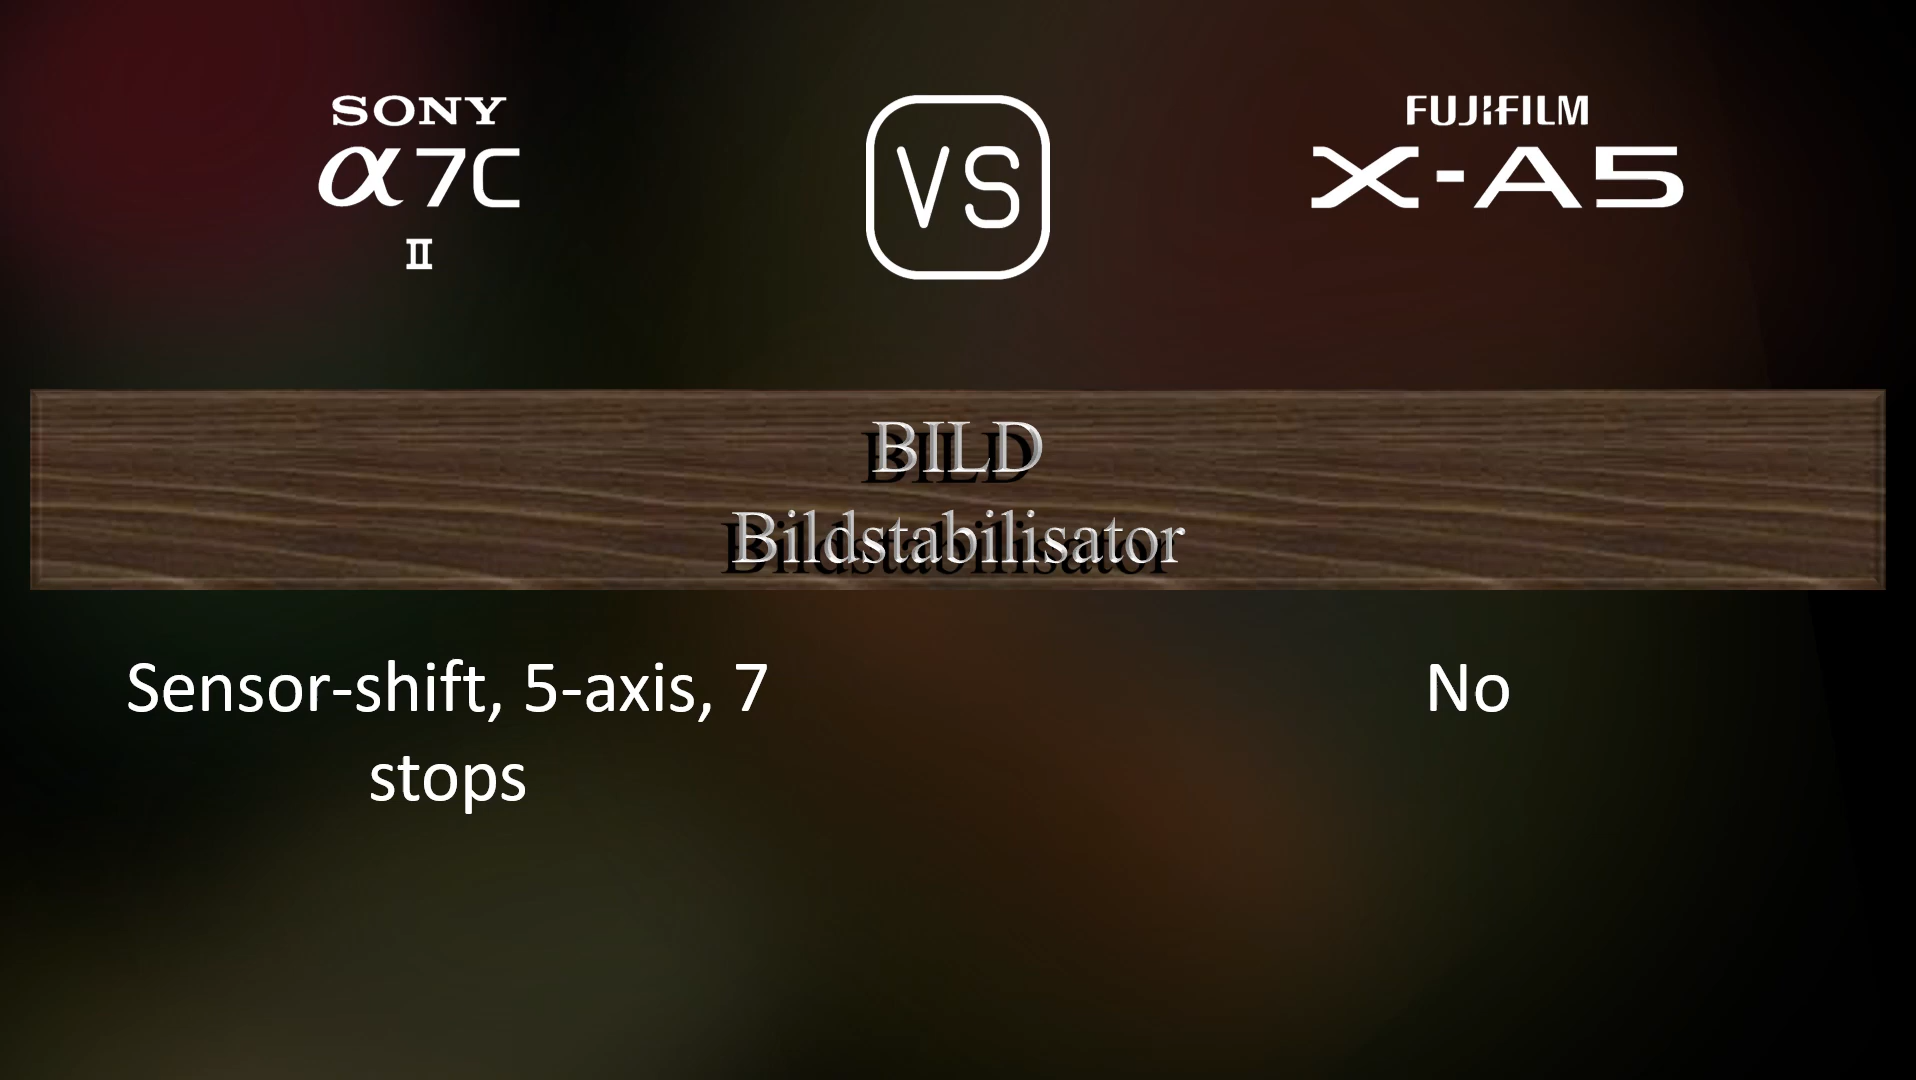 SONY
α7C
II
VS
FUJIFILM
X-A5
BILD
Bildstabilisator
Sensor-shift, 5-axis, 7
stops
No